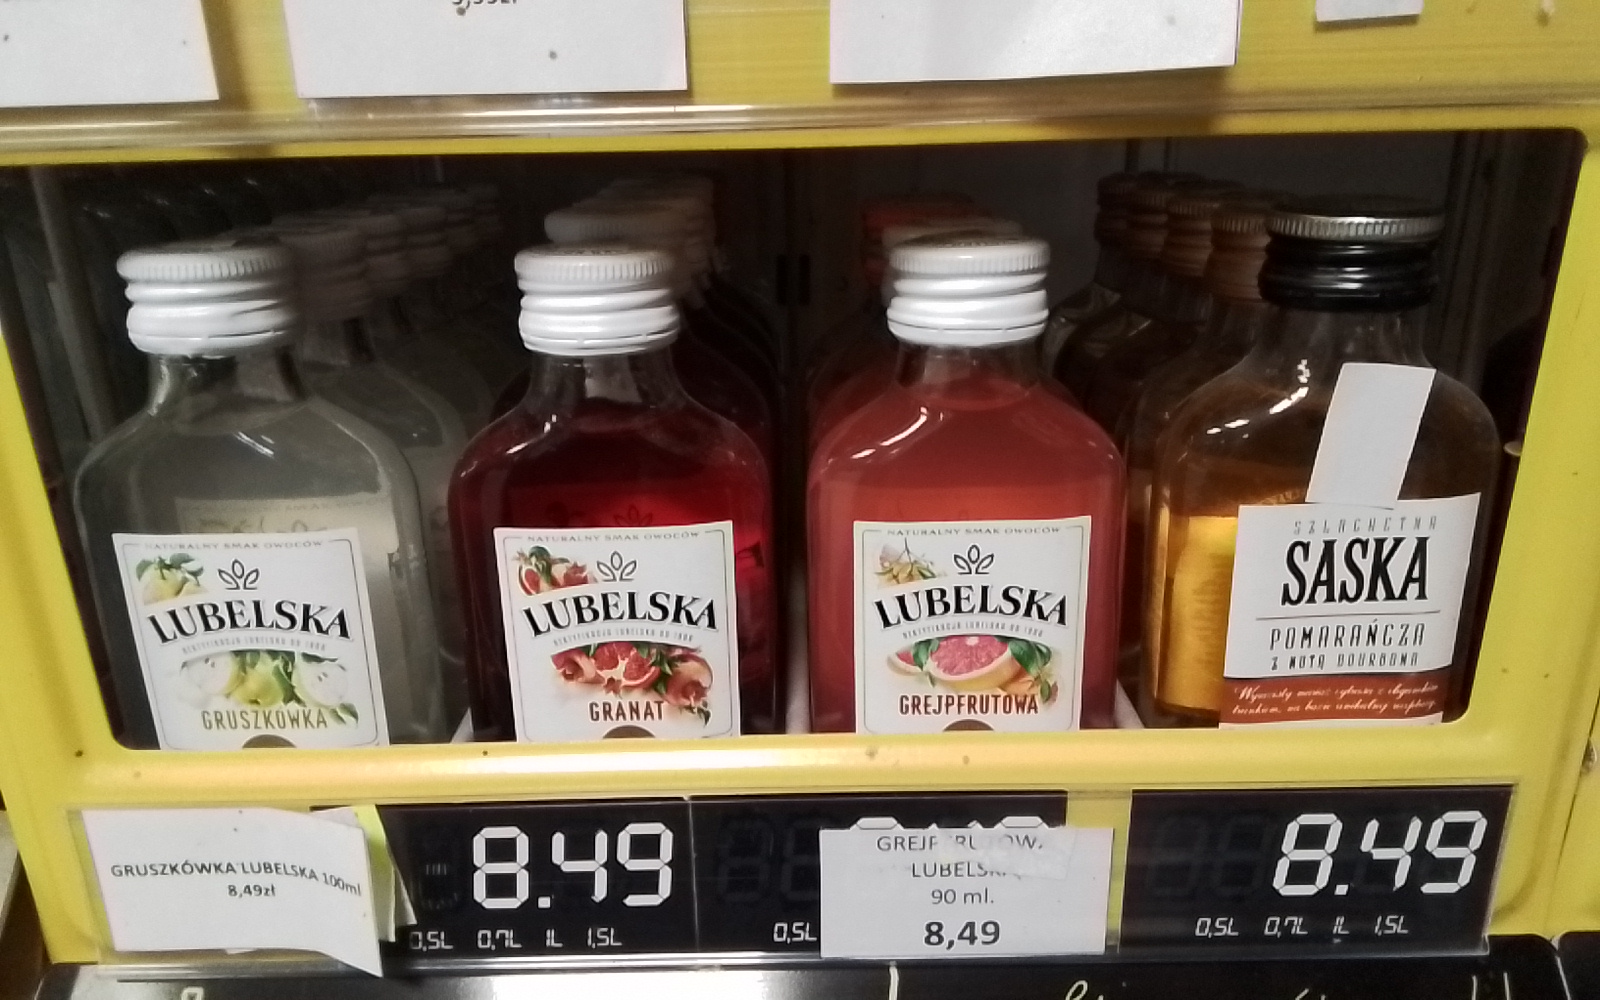 NATURALNY SMAK OWOCÓW
LUBELSKA
GRUSZKÓWKA
NATURALNY SMAK OWOCÓW
LUBELSKA
GRANAT
NATURALNY SMAK OWOCÓW
LUBELSKA
GREJPFRUTOWA
SZLACHETNA
SASKA
POMARAŃCZA
Z NUTĄ BOURBONA
GRUSZKÓWKA LUBELSKA 100ml
8,49zł
8.49
0,5L 0,7L 1L 1,5L
0,5L
GREJPFRUTOWA
LUBELSKA
90 ml.
8,49
8.49
0,5L 0,7L 1L 1,5L